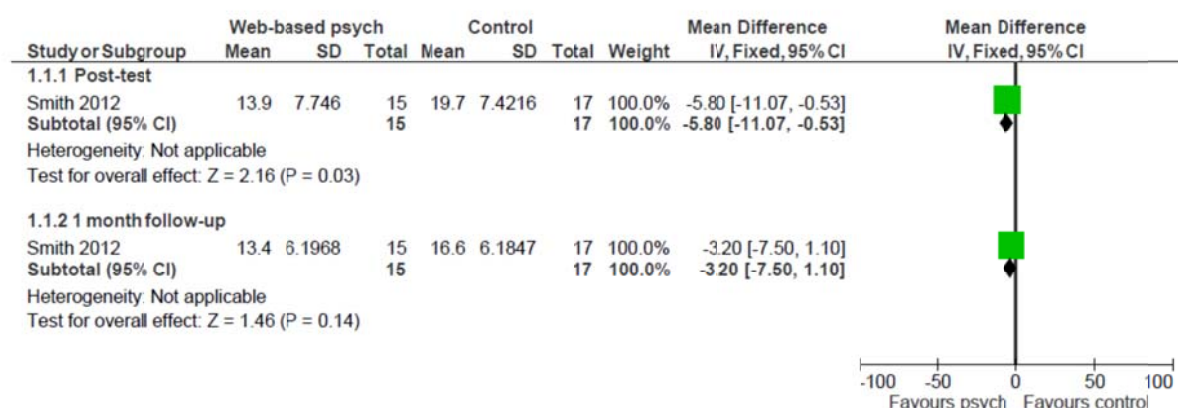 Web-based psych Control Mean Difference Mean Difference
Study or Subgroup Mean SD Total Mean SD Total Weight IV, Fixed, 95% CI IV, Fixed, 95% CI
1.1.1 Post-test
Smith 2012 13.9 7.746 15 19.7 7.4216 17 100.0% -5.80 [-11.07, -0.53]
Subtotal (95% CI) 15 17 100.0% -5.80 [-11.07, -0.53]
Heterogeneity: Not applicable
Test for overall effect: Z = 2.16 (P = 0.03)
1.1.2 1 month follow-up
Smith 2012 13.4 6.1968 15 16.6 6.1847 17 100.0% -3.20 [-7.50, 1.10]
Subtotal (95% CI) 15 17 100.0% -3.20 [-7.50, 1.10]
Heterogeneity: Not applicable
Test for overall effect: Z = 1.46 (P = 0.14)
-100 -50 0 50 100
Favours psych Favours control